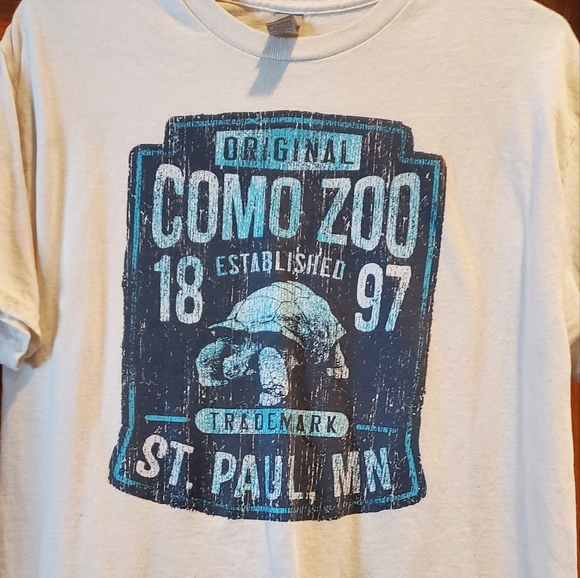 ORIGINAL
COMO ZOO
ESTABLISHED
18 97
TRADEMARK
ST. PAUL, MN